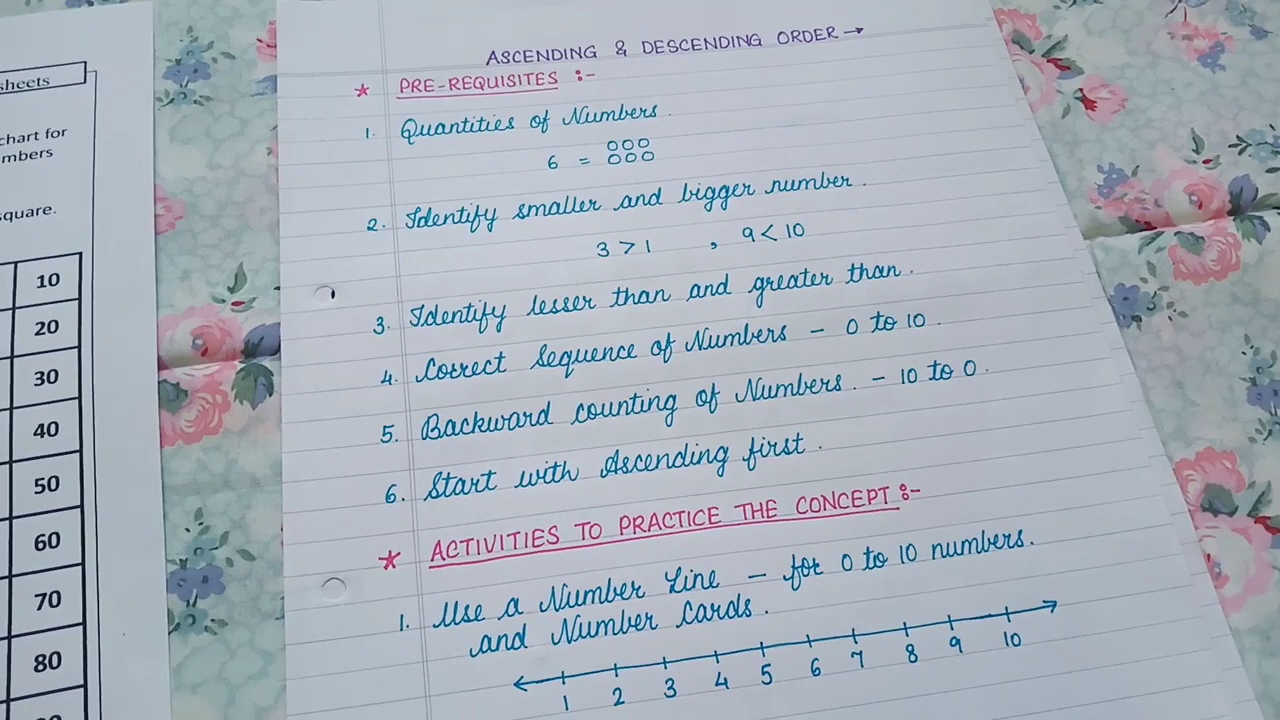 sheets
chart for
mbers
square.
10
20
30
40
50
60
70
80
ASCENDING & DESCENDING ORDER →
* PRE-REQUISITES :-
1. Quantities of Numbers.
6 =
2. Identify smaller and bigger number.
3 > 1 , 9 < 10
3. Identify lesser than and greater than.
4. Correct Sequence of Numbers - 0 to 10.
5. Backward counting of Numbers. - 10 to 0.
6. Start with Ascending first.
* ACTIVITIES TO PRACTICE THE CONCEPT :-
1. Use a Number Line - for 0 to 10 numbers.
and Number Cards.
1 2 3 4 5 6 7 8 9 10